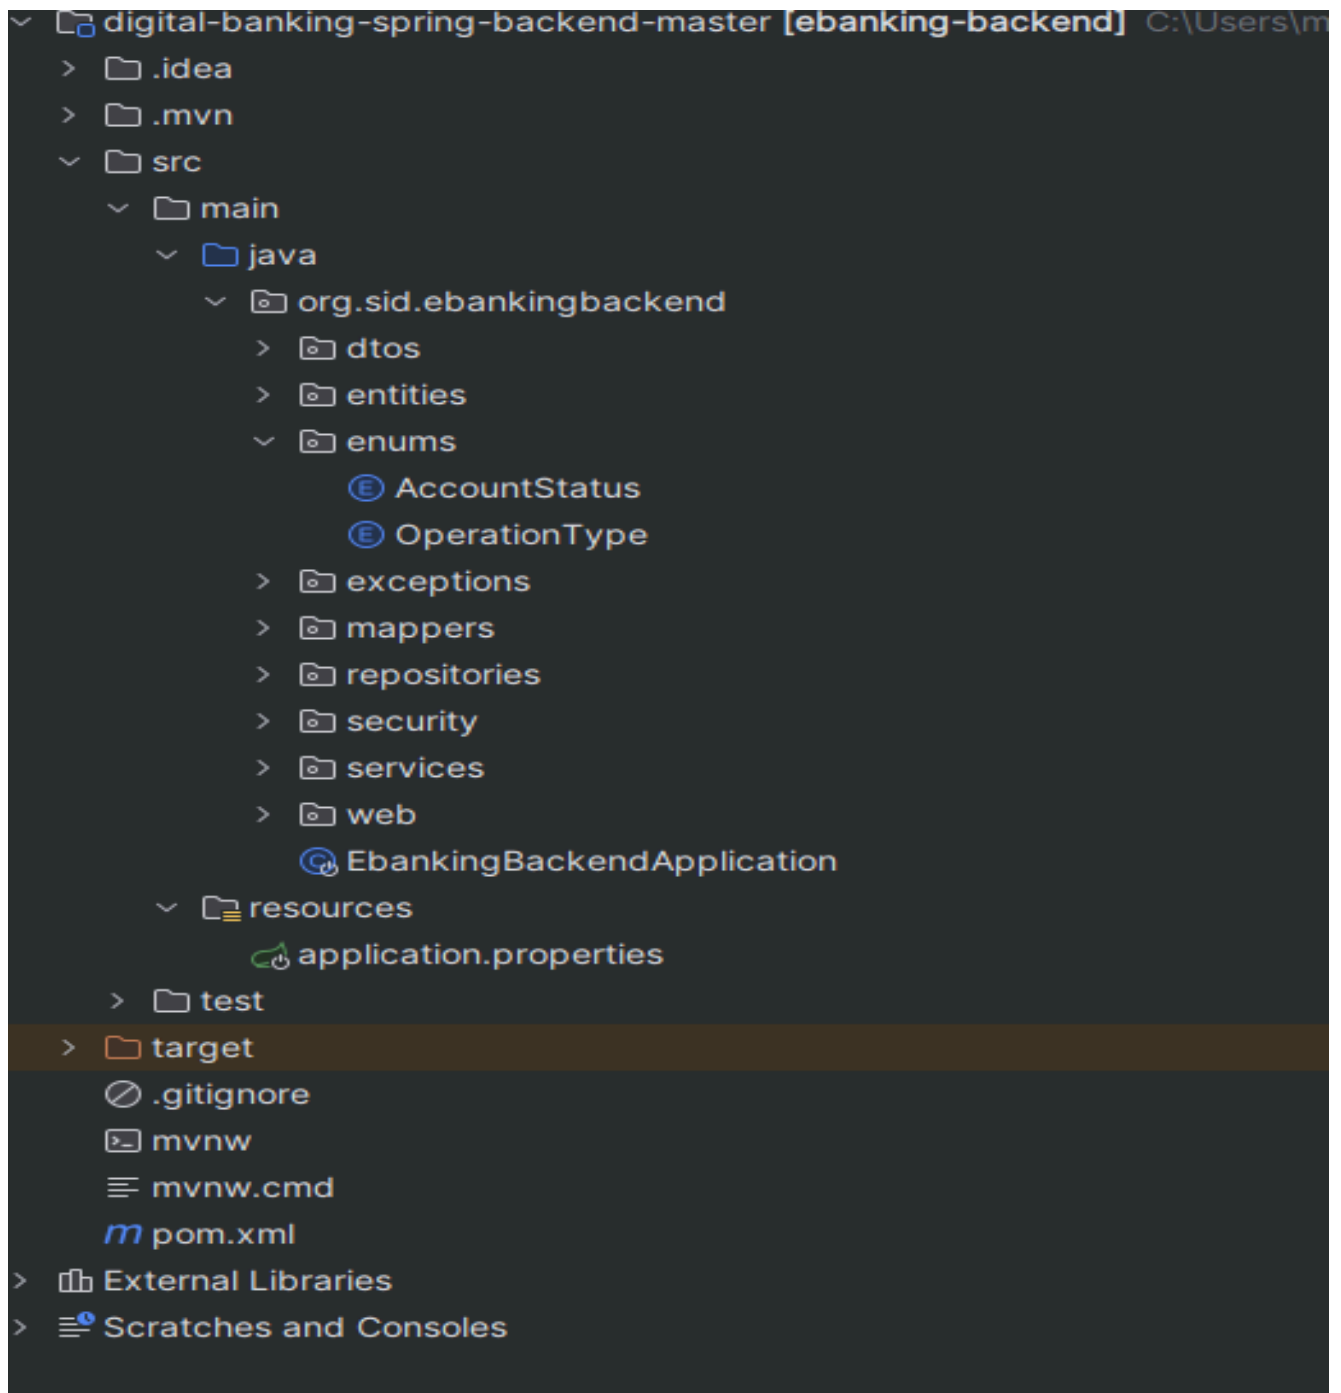 digital-banking-spring-backend-master [ebanking-backend] C:\Users\m
.idea
.mvn
src
main
java
org.sid.ebankingbackend
dtos
entities
enums
AccountStatus
OperationType
exceptions
mappers
repositories
security
services
web
EbankingBackendApplication
resources
application.properties
test
target
.gitignore
mvnw
mvnw.cmd
pom.xml
External Libraries
Scratches and Consoles